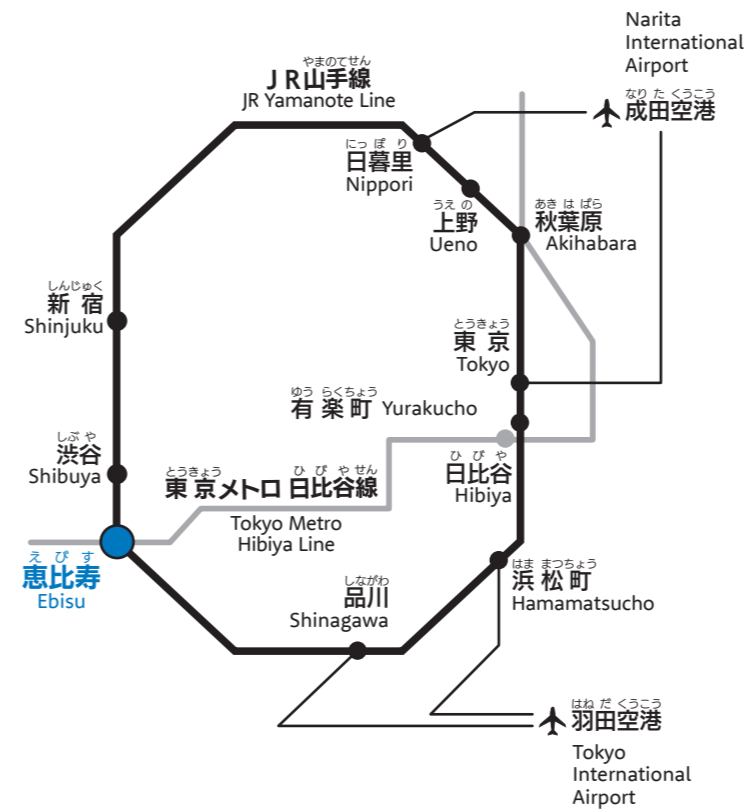 Narita
International
Airport
なりたくうこう
成田空港
やまのてせん
JR山手線
JR Yamanote Line
にっぽり
日暮里
Nippori
うえの
上野
Ueno
あきはばら
秋葉原
Akihabara
しんじゅく
新宿
Shinjuku
とうきょう
東京
Tokyo
ゆうらくちょう
有楽町 Yurakucho
しぶや
渋谷
Shibuya
ひびや
日比谷
Hibiya
とうきょう ひびやせん
東京メトロ 日比谷線
Tokyo Metro
Hibiya Line
えびす
恵比寿
Ebisu
しながわ
品川
Shinagawa
はままつちょう
浜松町
Hamamatsucho
はねだくうこう
羽田空港
Tokyo
International
Airport